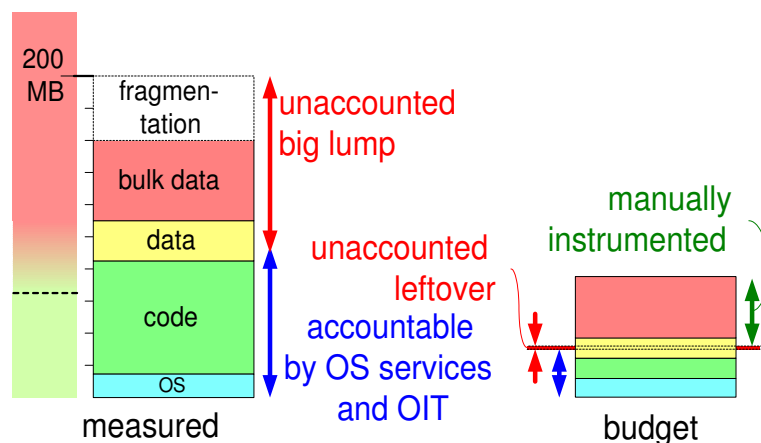 200
MB
fragmen-
tation
bulk data
data
code
OS
measured
unaccounted
big lump
accountable
by OS services
and OIT
unaccounted
leftover
manually
instrumented
budget